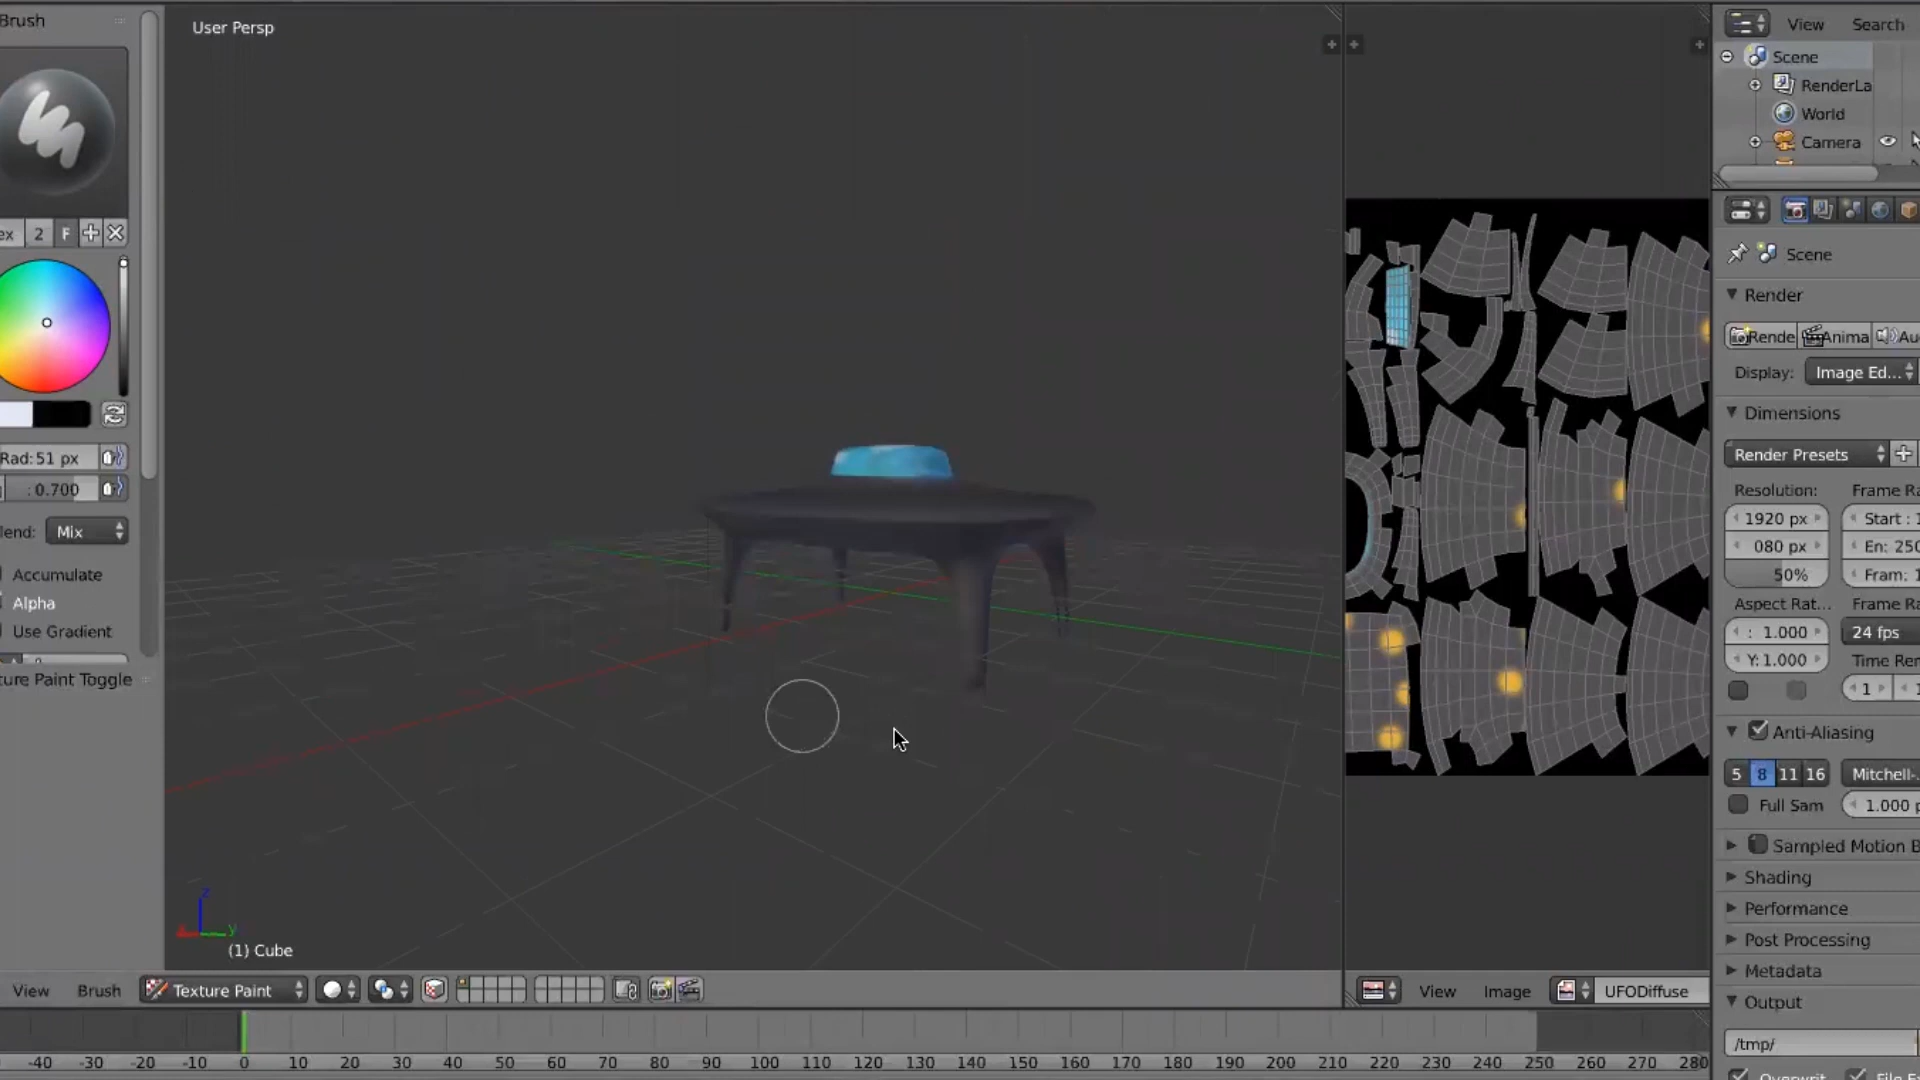 Brush
User Persp
ex 2 F
Rad: 51 px
: 0.700
lend: Mix
Accumulate
Alpha
Use Gradient
ture Paint Toggle
(1) Cube
View Brush Texture Paint
View Image UFODiffuse
-40 -30 -20 -10 0 10 20 30 40 50 60 70 80 90 100 110 120 130 140 150 160 170 180 190 200 210 220 230 240 250 260 270 280
View Search
Scene
RenderLa
World
Camera
Scene
Render
Rende Anima Au
Display: Image Ed...
Dimensions
Render Presets
Resolution: Frame Ra
1920 px Start : 1
080 px En: 250
50% Fram: 1
Aspect Rat... Frame Ra
: 1.000 24 fps
Y: 1.000 Time Rem
1 1
Anti-Aliasing
5 8 11 16 Mitchell-
Full Sam 1.000 p
Sampled Motion B
Shading
Performance
Post Processing
Metadata
Output
/tmp/
Overwrit File E